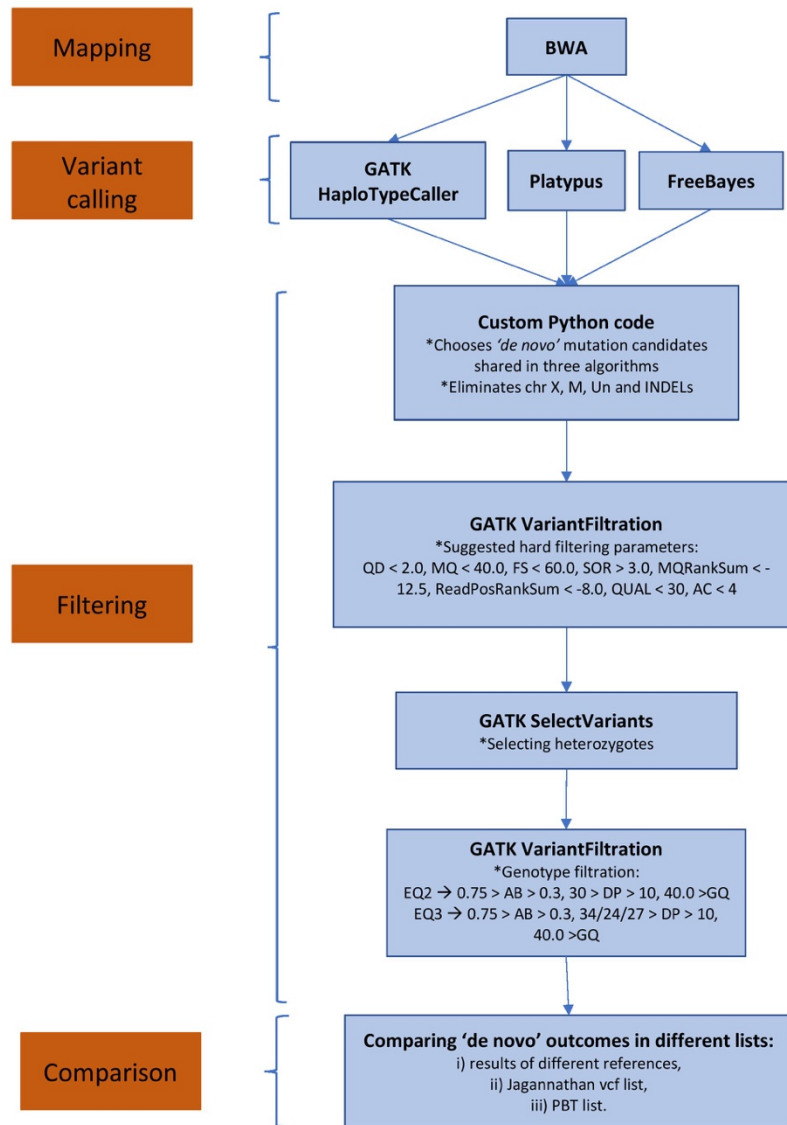 Mapping
BWA
Variant
calling
GATK
HaploTypeCaller
Platypus
FreeBayes
Custom Python code
*Chooses ‘de novo’ mutation candidates
shared in three algorithms
*Eliminates chr X, M, Un and INDELs
Filtering
GATK VariantFiltration
*Suggested hard filtering parameters:
QD < 2.0, MQ < 40.0, FS < 60.0, SOR > 3.0, MQRankSum < -
12.5, ReadPosRankSum < -8.0, QUAL < 30, AC < 4
GATK SelectVariants
*Selecting heterozygotes
GATK VariantFiltration
*Genotype filtration:
EQ2 → 0.75 > AB > 0.3, 30 > DP > 10, 40.0 >GQ
EQ3 → 0.75 > AB > 0.3, 34/24/27 > DP > 10,
40.0 >GQ
Comparison
Comparing ‘de novo’ outcomes in different lists:
i) results of different references,
ii) Jagannathan vcf list,
iii) PBT list.